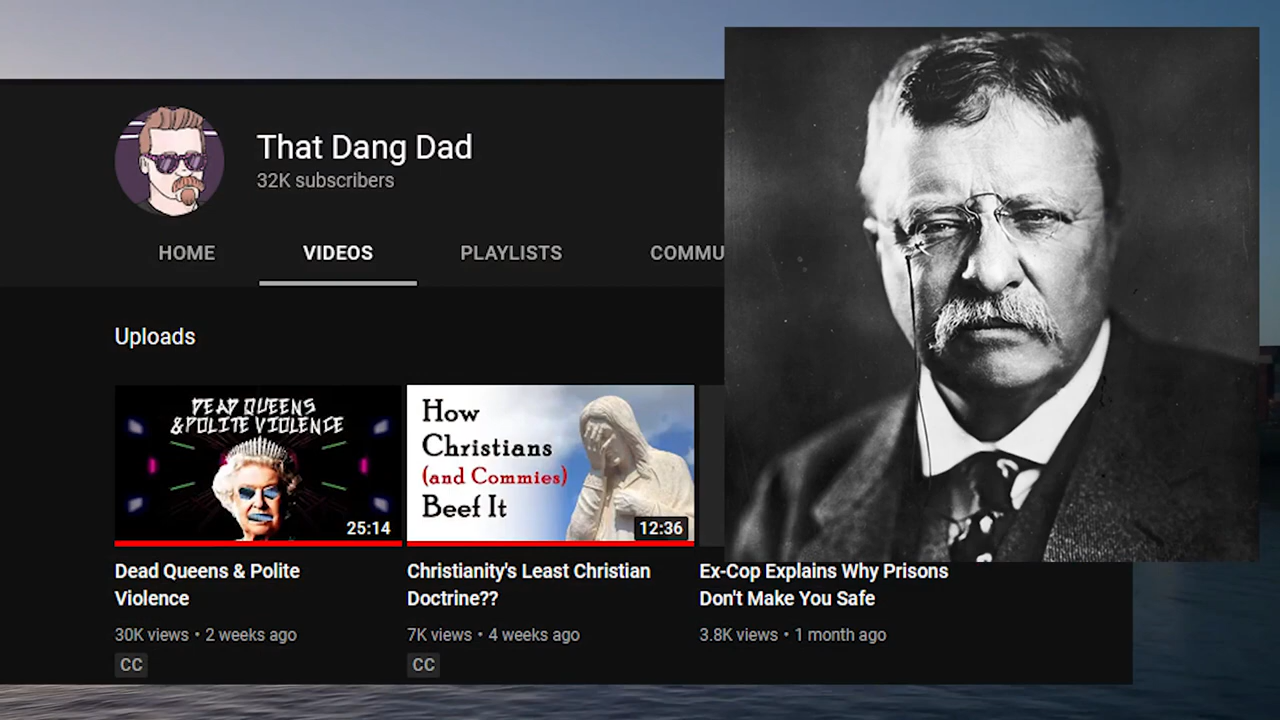 That Dang Dad
32K subscribers
HOME
VIDEOS
PLAYLISTS
COMMU
Uploads
DEAD QUEENS
& POLITE VIOLENCE
25:14
How
Christians
(and Commies)
Beef It
12:36
Dead Queens & Polite
Violence
30K views • 2 weeks ago
CC
Christianity's Least Christian
Doctrine??
7K views • 4 weeks ago
CC
Ex-Cop Explains Why Prisons
Don't Make You Safe
3.8K views • 1 month ago